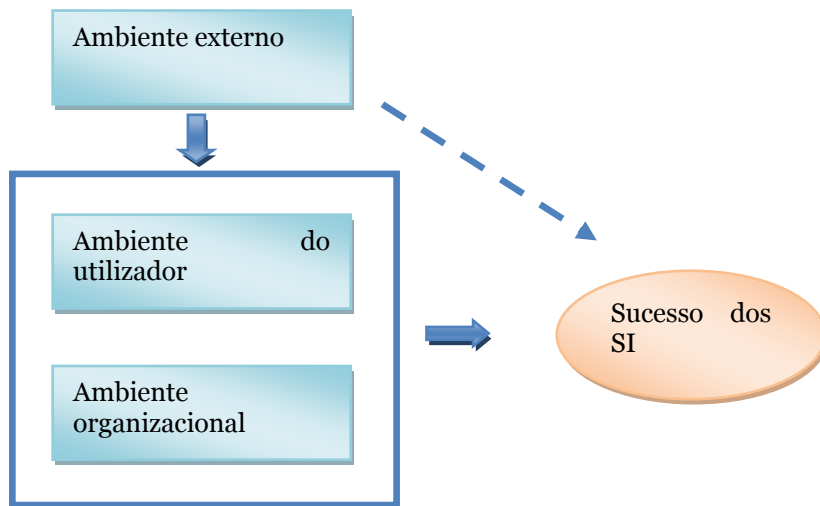 Ambiente externo
Ambiente do
utilizador
Ambiente
organizacional
Sucesso dos
SI